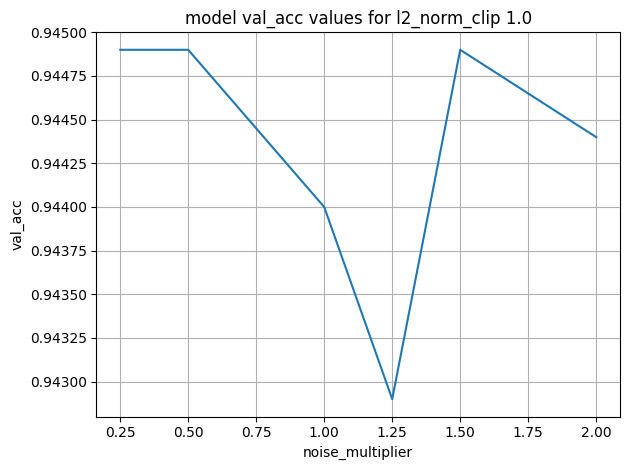 model val_acc values for l2_norm_clip 1.0
0.94500
0.94475
0.94450
0.94425
0.94400
0.94375
0.94350
0.94325
0.94300
val_acc
0.25 0.50 0.75 1.00 1.25 1.50 1.75 2.00
noise_multiplier